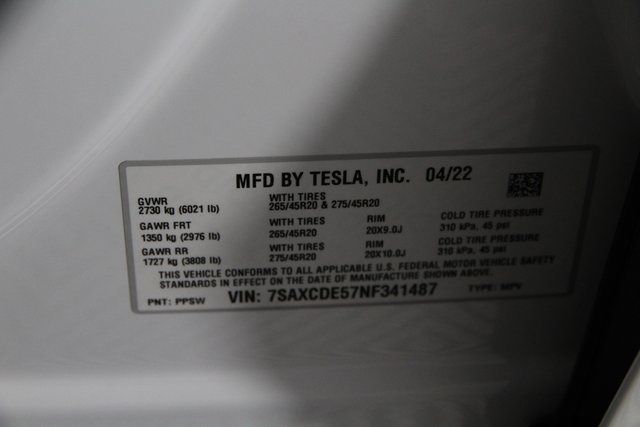 MFD BY TESLA, INC. 04/22
GVWR
2730 kg (6021 lb)
WITH TIRES
265/45R20 & 275/45R20
GAWR FRT
1350 kg (2976 lb)
WITH TIRES
265/45R20
RIM
20X9.0J
COLD TIRE PRESSURE
310 kPa, 45 psi
GAWR RR
1727 kg (3808 lb)
WITH TIRES
275/45R20
RIM
20X10.0J
COLD TIRE PRESSURE
310 kPa, 45 psi
THIS VEHICLE CONFORMS TO ALL APPLICABLE U.S. FEDERAL MOTOR VEHICLE SAFETY
STANDARDS IN EFFECT ON THE DATE OF MANUFACTURE SHOWN ABOVE.
PNT: PPSW VIN: 7SAXCDE57NF341487 TYPE: MPV